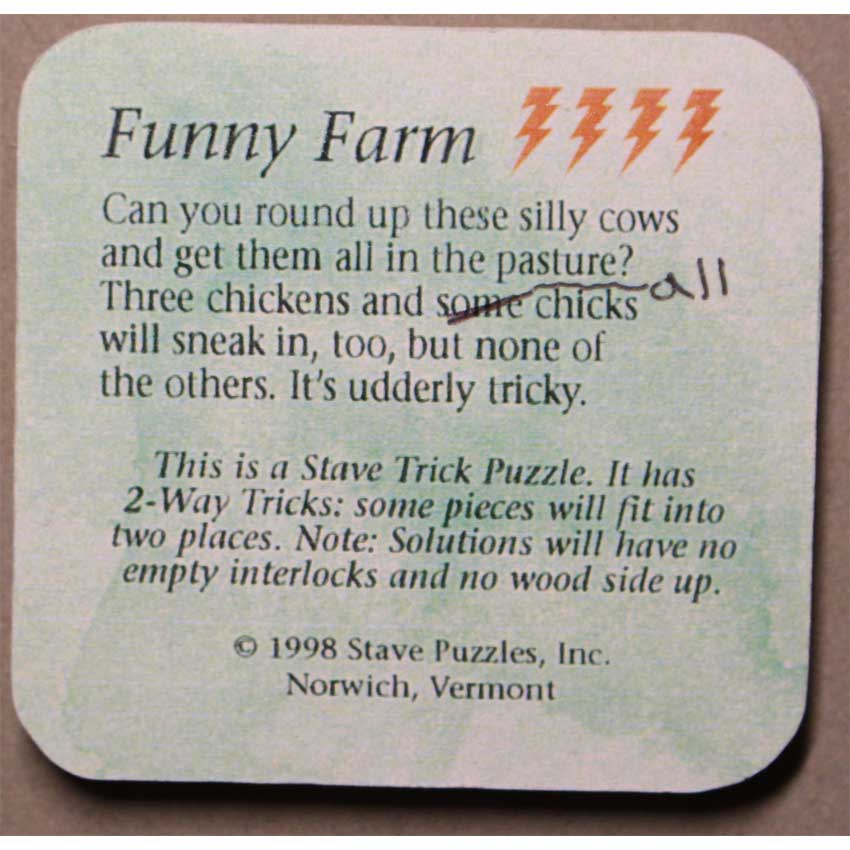 Funny Farm
Can you round up these silly cows
and get them all in the pasture?
Three chickens and some chicks all
will sneak in, too, but none of
the others. It's udderly tricky.
This is a Stave Trick Puzzle. It has
2-Way Tricks: some pieces will fit into
two places. Note: Solutions will have no
empty interlocks and no wood side up.
© 1998 Stave Puzzles, Inc.
Norwich, Vermont